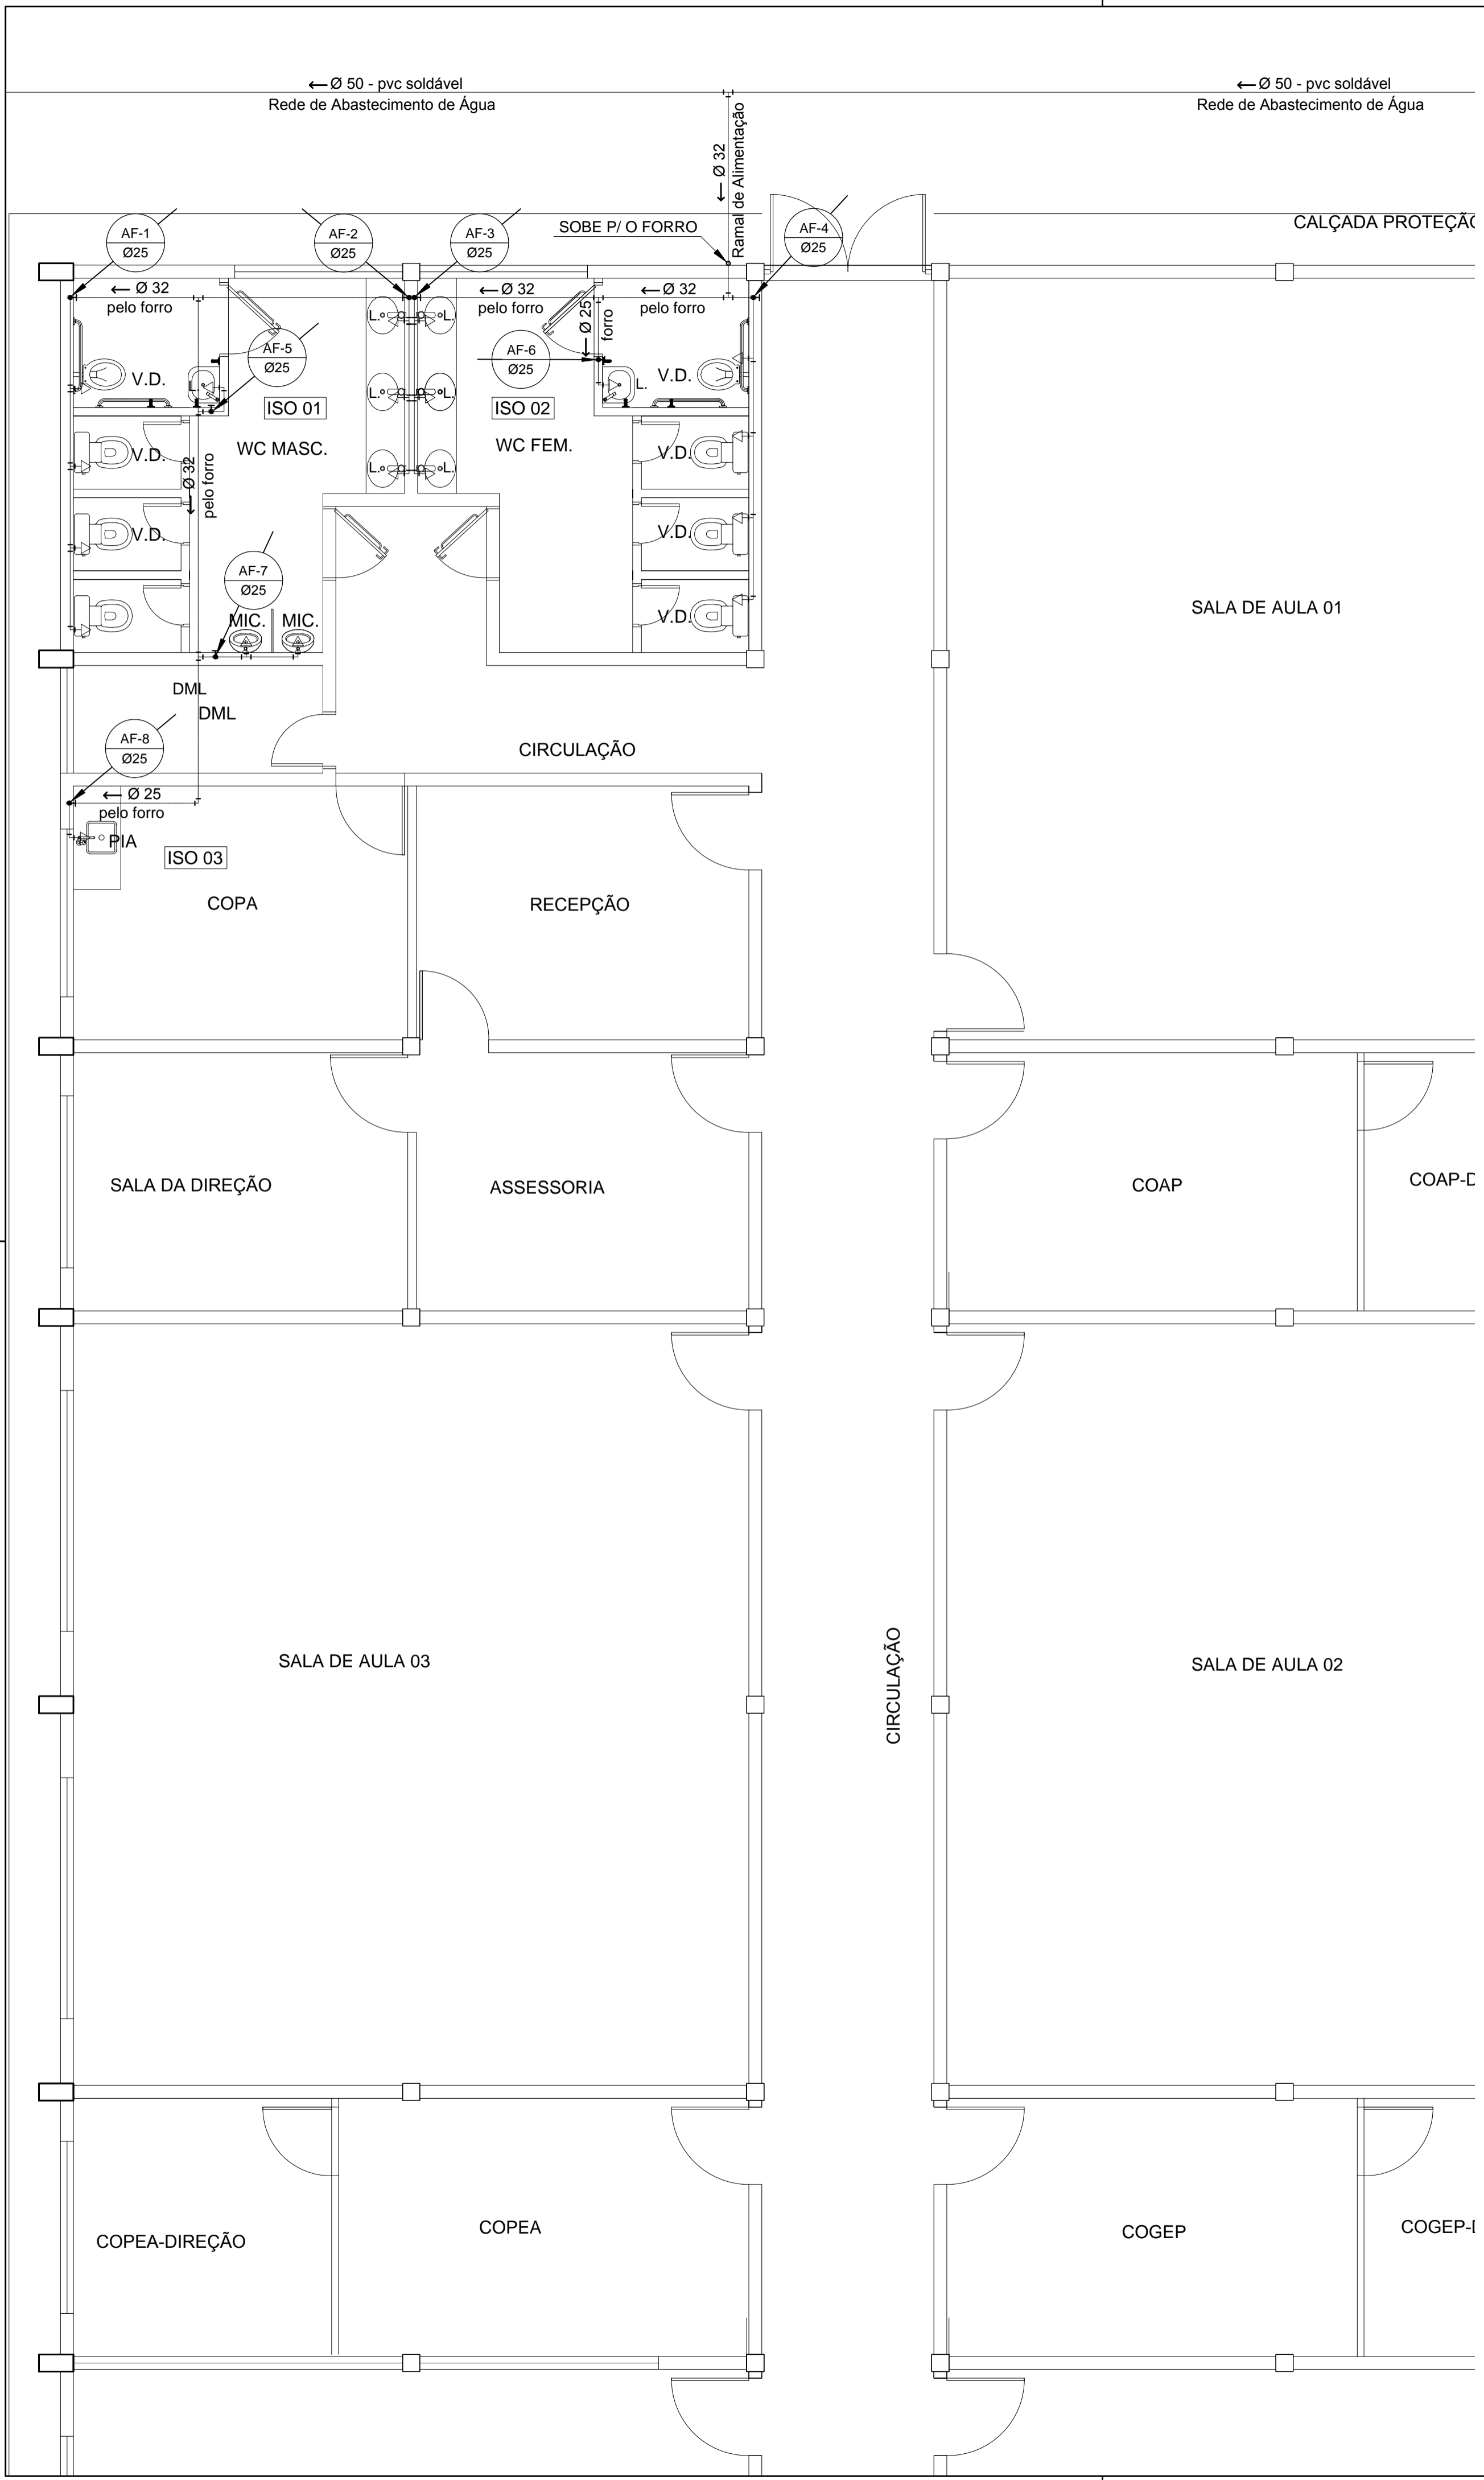 ← Ø 50 - pvc soldável
Rede de Abastecimento de Água
← Ø 50 - pvc soldável
Rede de Abastecimento de Água
← Ø 32
Ramal de Alimentação
SOBE P/ O FORRO
CALÇADA PROTEÇÃO
AF-1
Ø25
AF-2
Ø25
AF-3
Ø25
AF-4
Ø25
← Ø 32
pelo forro
← Ø 32
pelo forro
← Ø 32
pelo forro
← Ø 25
forro
AF-5
Ø25
AF-6
Ø25
L.
L.
V.D.
L.
L.
V.D.
L.
L.
ISO 01
ISO 02
WC MASC.
WC FEM.
V.D.
V.D.
← Ø 32
pelo forro
L.
L.
V.D.
V.D.
AF-7
Ø25
MIC.
MIC.
V.D.
SALA DE AULA 01
DML
DML
AF-8
Ø25
CIRCULAÇÃO
← Ø 25
pelo forro
PIA
ISO 03
COPA
RECEPÇÃO
SALA DA DIREÇÃO
ASSESSORIA
COAP
COAP-D
SALA DE AULA 03
CIRCULAÇÃO
SALA DE AULA 02
COPEA-DIREÇÃO
COPEA
COGEP
COGEP-